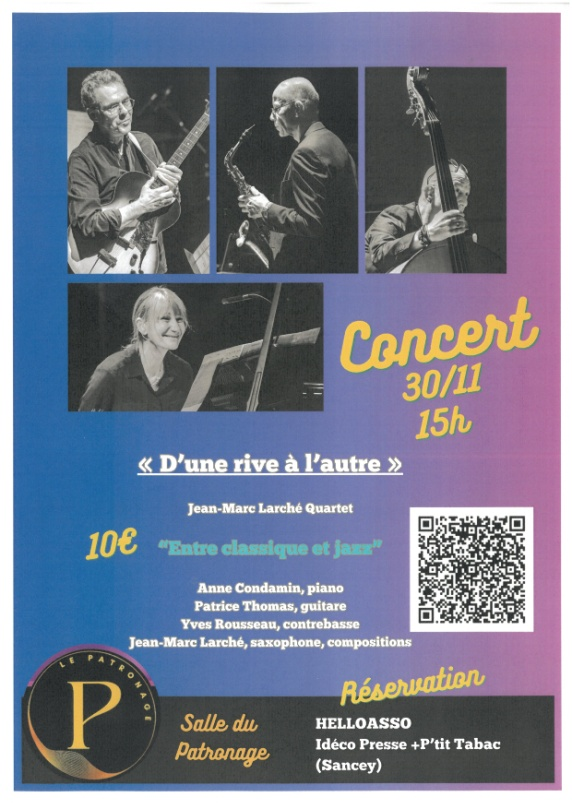 Concert
30/11
15h
« D'une rive à l'autre »
Jean-Marc Larché Quartet
10€
"Entre classique et jazz"
Anne Condamin, piano
Patrice Thomas, guitare
Yves Rousseau, contrebasse
Jean-Marc Larché, saxophone, compositions
LE PATRONAGE
P
Salle du
Patronage
Réservation
HELLOASSO
Idéco Presse +P'tit Tabac
(Sancey)